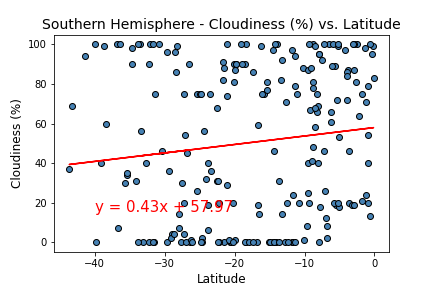 Southern Hemisphere - Cloudiness (%) vs. Latitude
100
80
60
40
20
0
Cloudiness (%)
y = 0.43x + 57.97
−40
−30
−20
−10
0
Latitude